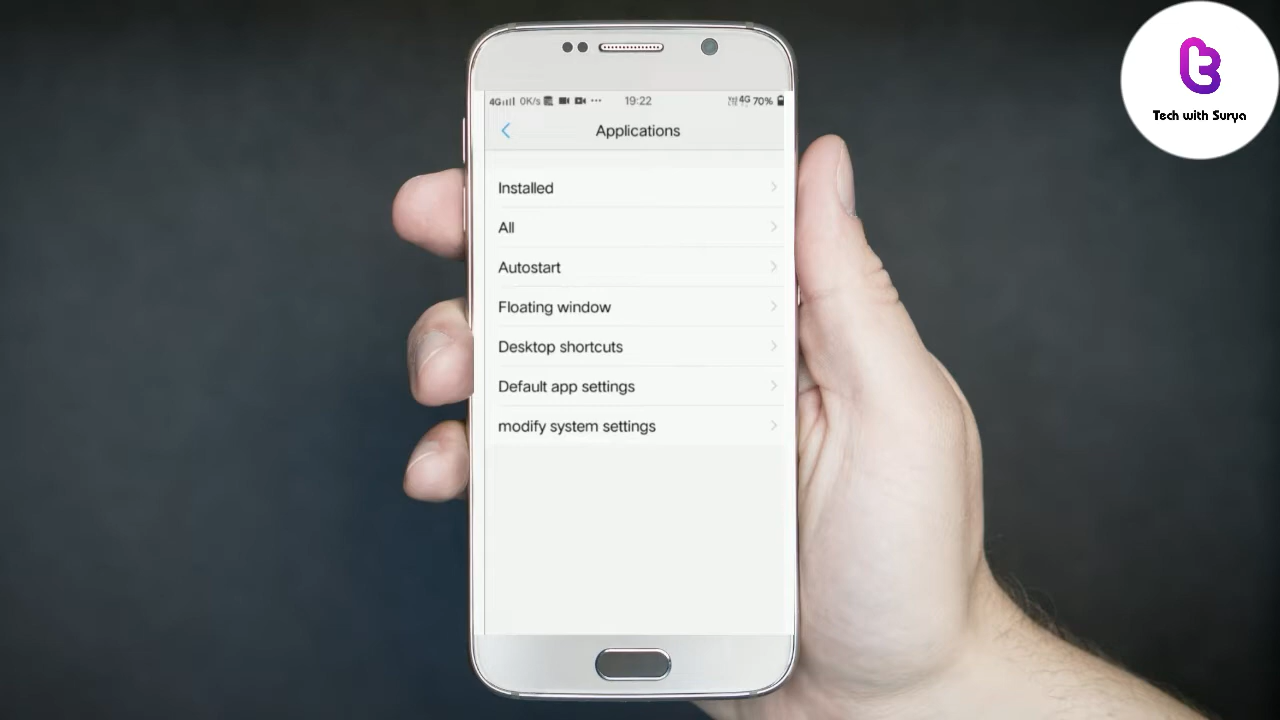 4G 0K/s 19:22 4G 70%
Applications
Installed
All
Autostart
Floating window
Desktop shortcuts
Default app settings
modify system settings
Tech with Surya